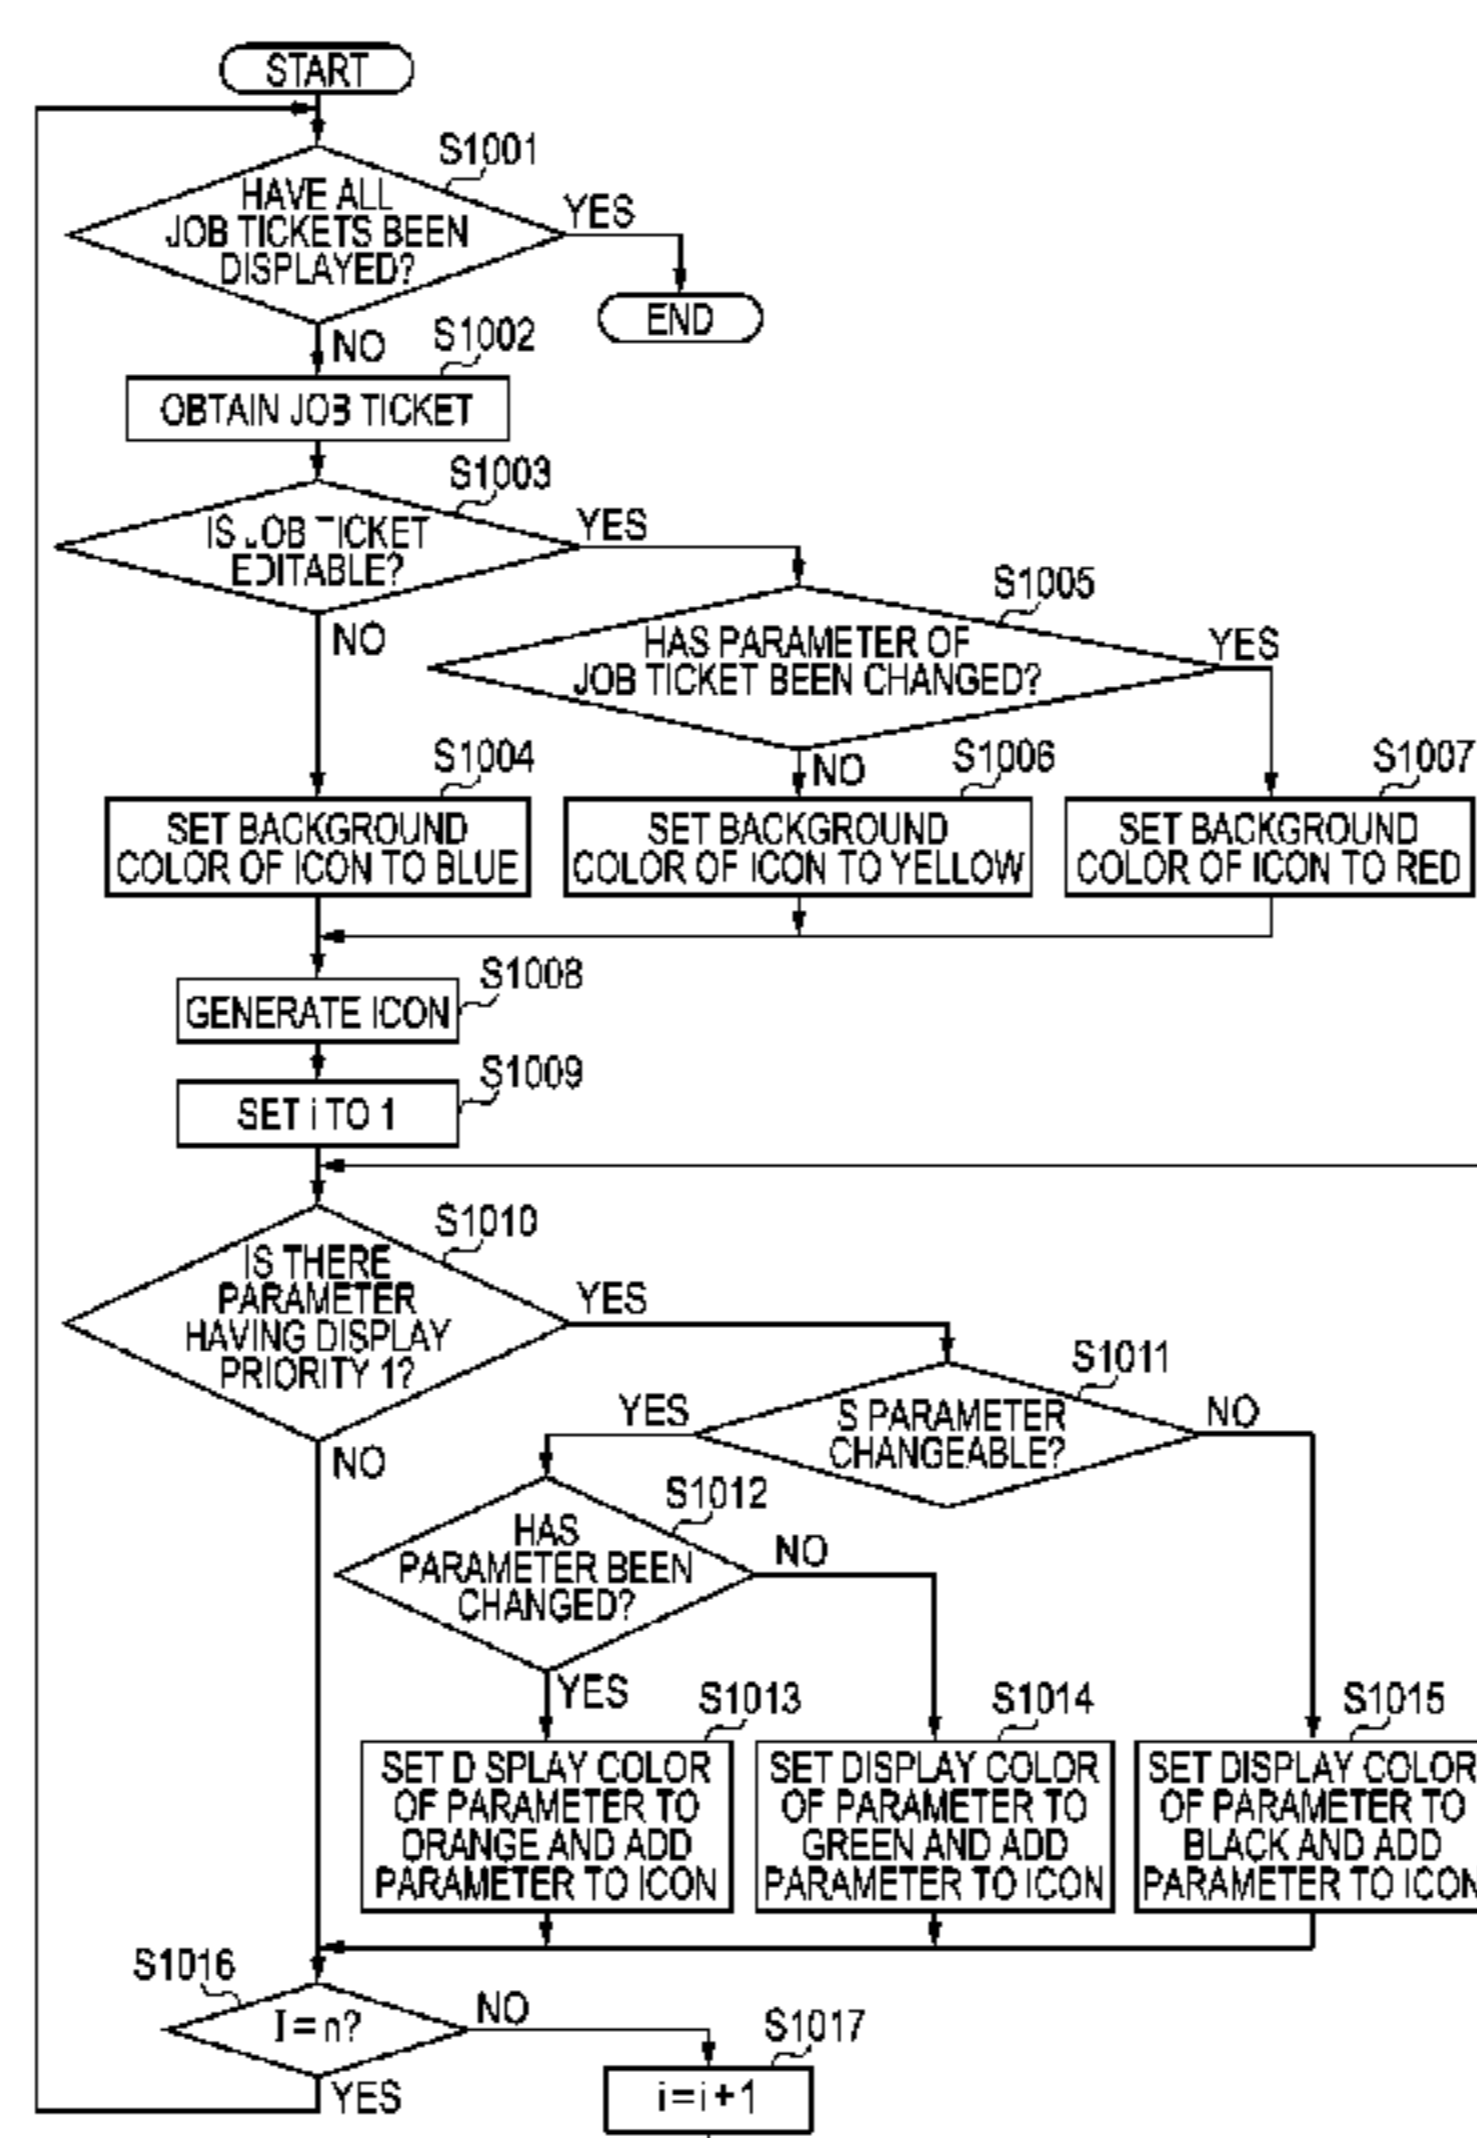 START
S1001
HAVE ALL
JOB TICKETS BEEN
DISPLAYED?
YES
END
NO
S1002
OBTAIN JOB TICKET
S1003
IS JOB TICKET
EDITABLE?
YES
NO
S1005
HAS PARAMETER OF
JOB TICKET BEEN CHANGED?
YES
NO
S1004
SET BACKGROUND
COLOR OF ICON TO BLUE
S1006
SET BACKGROUND
COLOR OF ICON TO YELLOW
S1007
SET BACKGROUND
COLOR OF ICON TO RED
S1008
GENERATE ICON
S1009
SET i TO 1
S1010
IS THERE
PARAMETER
HAVING DISPLAY
PRIORITY 1?
YES
NO
S1011
S PARAMETER
CHANGEABLE?
YES
NO
S1012
HAS
PARAMETER BEEN
CHANGED?
NO
YES
S1013
SET D SPLAY COLOR
OF PARAMETER TO
ORANGE AND ADD
PARAMETER TO ICON
S1014
SET DISPLAY COLOR
OF PARAMETER TO
GREEN AND ADD
PARAMETER TO ICON
S1015
SET DISPLAY COLOR
OF PARAMETER TO
BLACK AND ADD
PARAMETER TO ICON
S1016
I = n?
NO
YES
S1017
i = i + 1